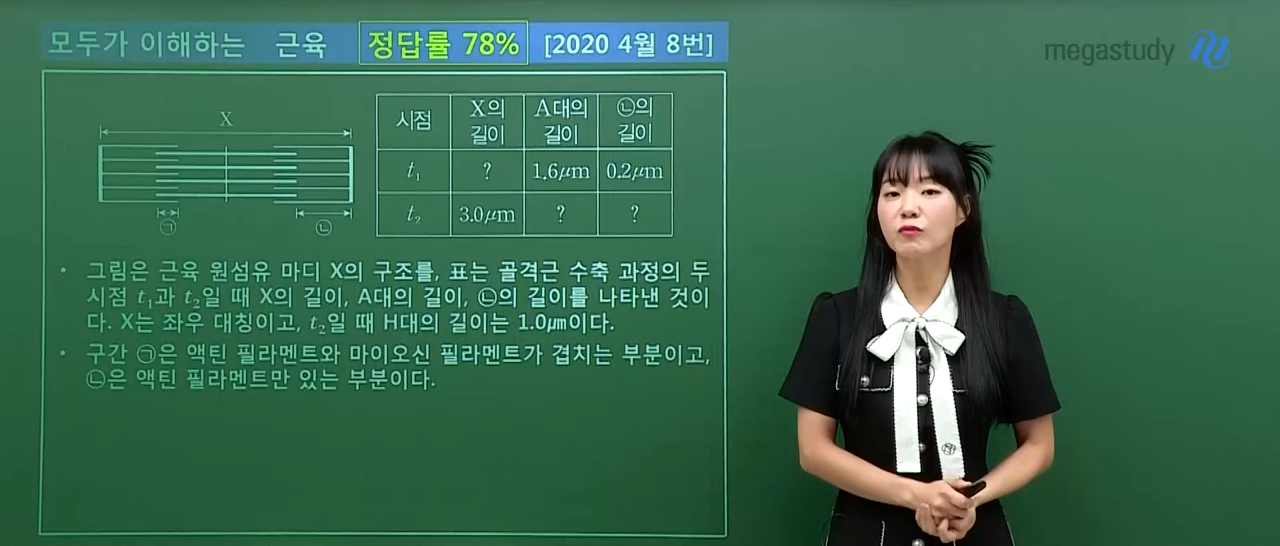 모두가 이해하는 근육 정답률 78% [2020 4월 8번]
megastudy
X
㉠ ㉡
시점 X의 길이 A대의 길이 ㉡의 길이
t₁ ? 1.6μm 0.2μm
t₂ 3.0μm ? ?
• 그림은 근육 원섬유 마디 X의 구조를, 표는 골격근 수축 과정의 두
시점 t₁과 t₂일 때 X의 길이, A대의 길이, ㉡의 길이를 나타낸 것이
다. X는 좌우 대칭이고, t₂일 때 H대의 길이는 1.0㎛이다.
• 구간 ㉠은 액틴 필라멘트와 마이오신 필라멘트가 겹치는 부분이고,
㉡은 액틴 필라멘트만 있는 부분이다.